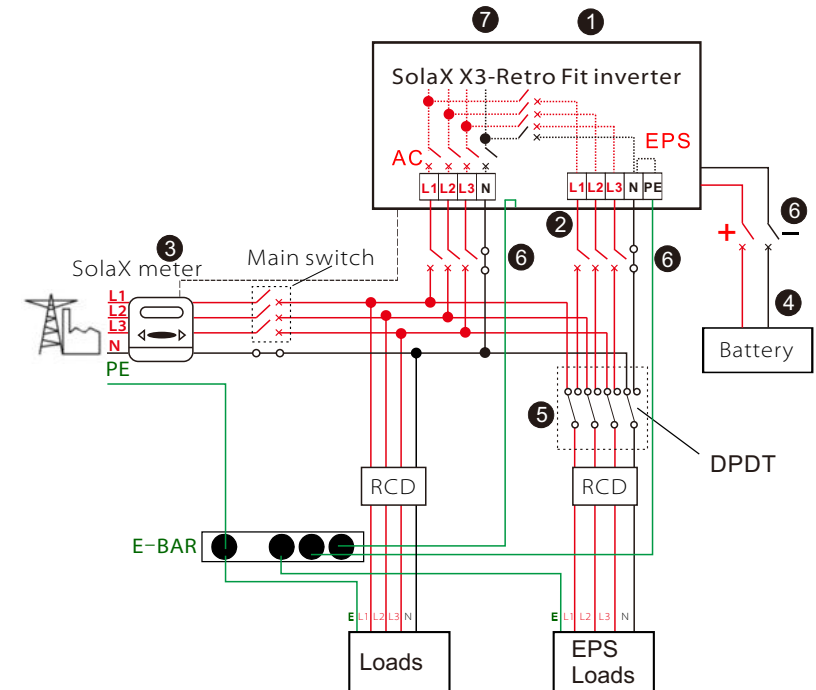 7 1
SolaX X3-Retro Fit inverter
AC
EPS
L1 L2 L3 N
L1 L2 L3 N PE
2
3
SolaX meter
Main switch
6
6
+ − 6
4
Battery
L1
L2
L3
N
PE
5
DPDT
RCD
RCD
E-BAR
E L1 L2 L3 N
E L1 L2 L3 N
Loads
EPS
Loads